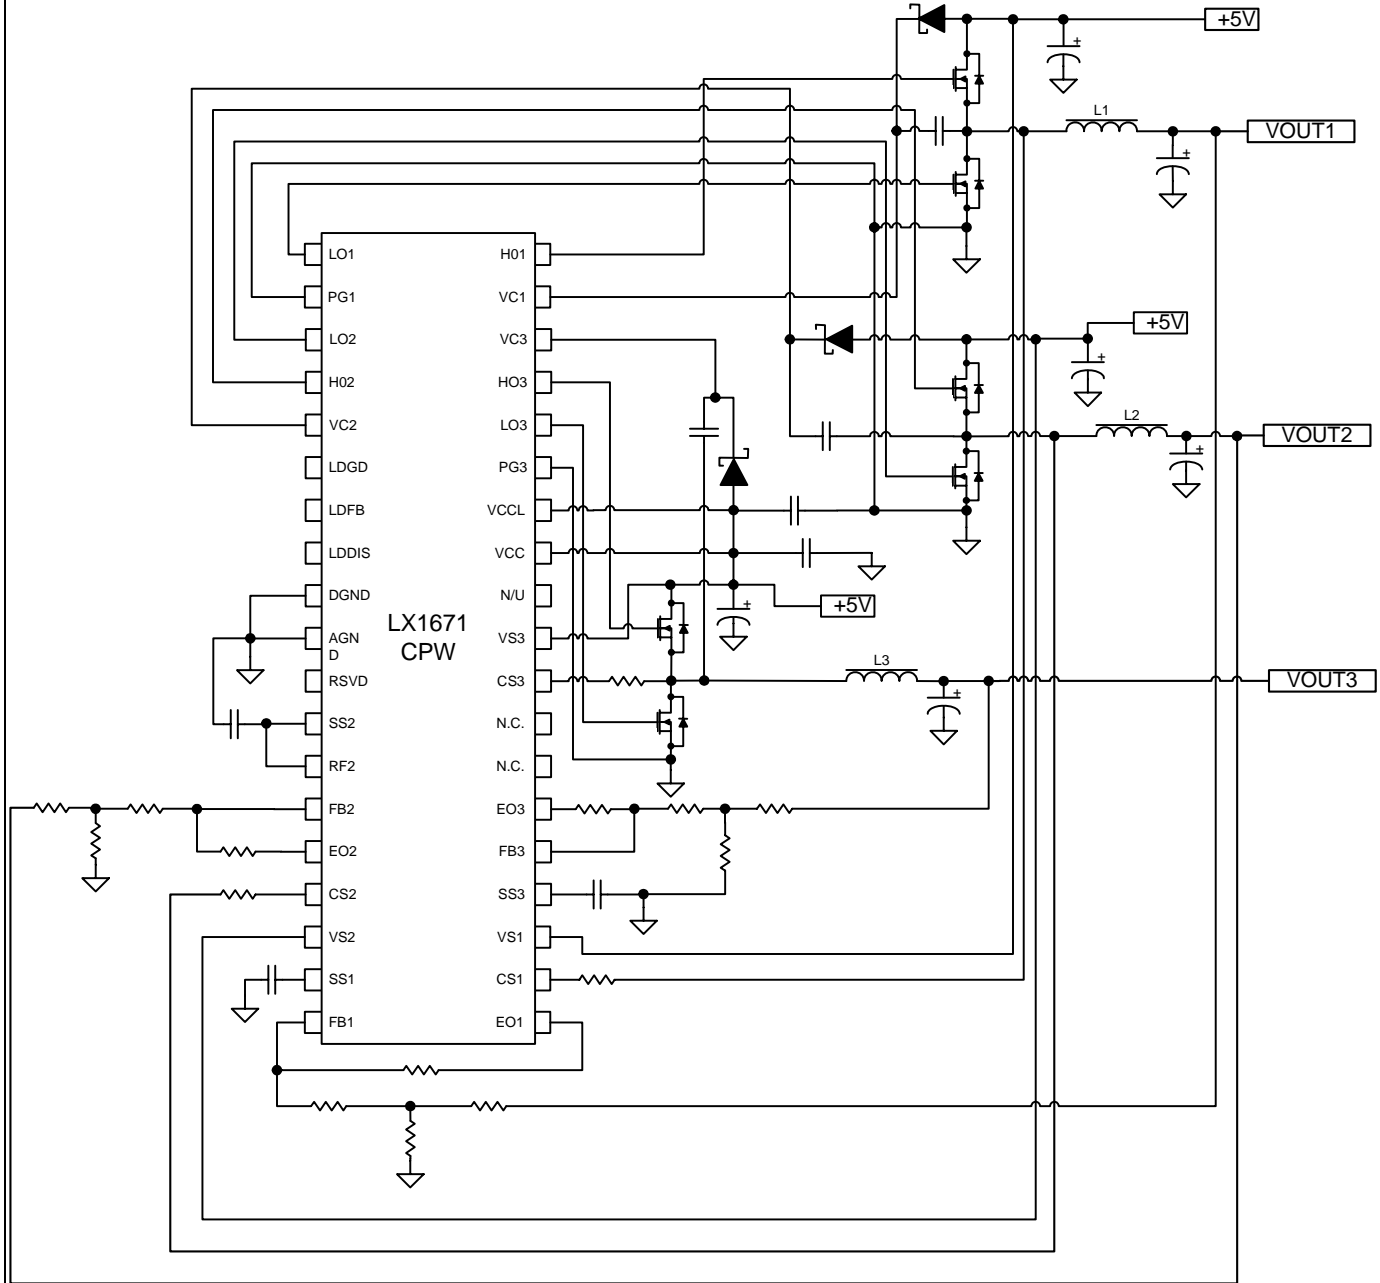 +5V
L1
VOUT1
LO1
H01
PG1
VC1
LO2
VC3
+5V
H02
HO3
VC2
LO3
L2
VOUT2
LDGD
PG3
LDFB
VCCL
LDDIS
VCC
DGND
N/U
+5V
LX1671
CPW
AGN
D
VS3
RSVD
CS3
L3
VOUT3
SS2
N.C.
RF2
N.C.
FB2
EO3
EO2
FB3
CS2
SS3
VS2
VS1
SS1
CS1
FB1
EO1